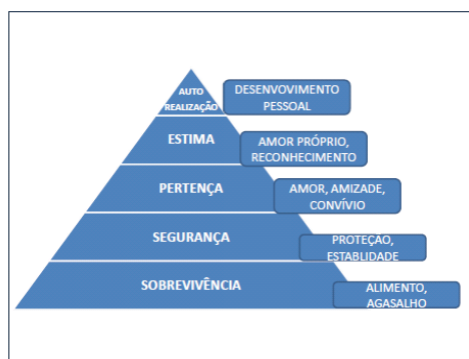 AUTO
REALIZAÇÃO
DESENVOVIMENTO
PESSOAL
ESTIMA
AMOR PRÓPRIO,
RECONHECIMENTO
PERTENÇA
AMOR, AMIZADE,
CONVÍVIO
SEGURANÇA
PROTEÇÃO,
ESTABLIDADE
SOBREVIVÊNCIA
ALIMENTO,
AGASALHO